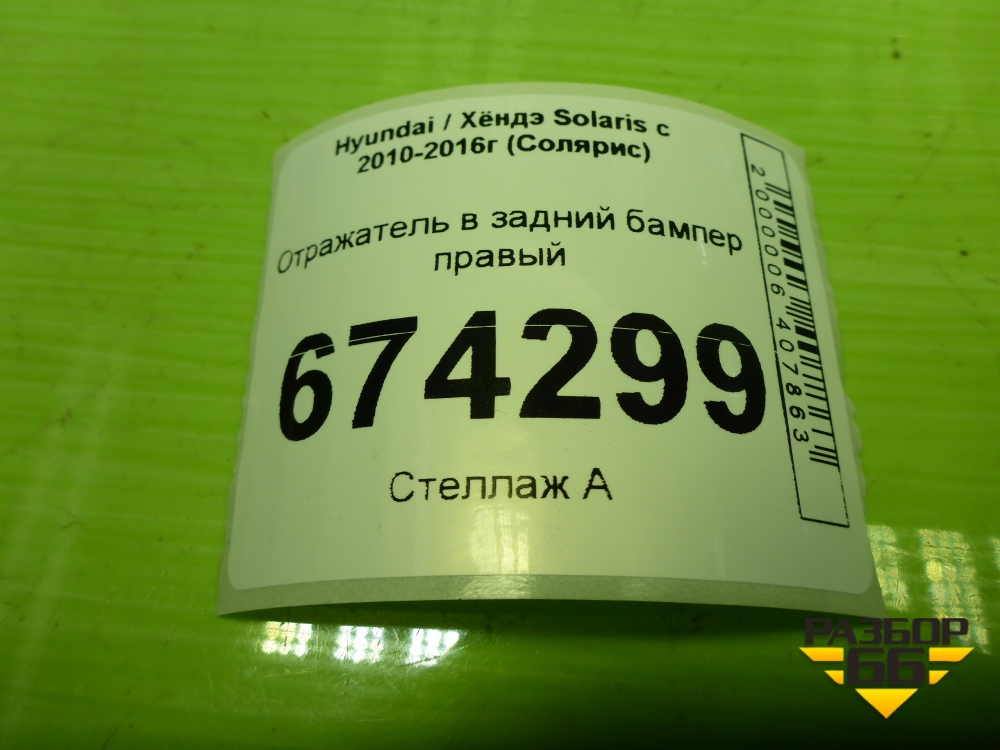 Hyundai / Хёндэ Solaris с
2010-2016г (Солярис)
Отражатель в задний бампер
правый
674299
Стеллаж А
2000006407863
РАЗБОР
66